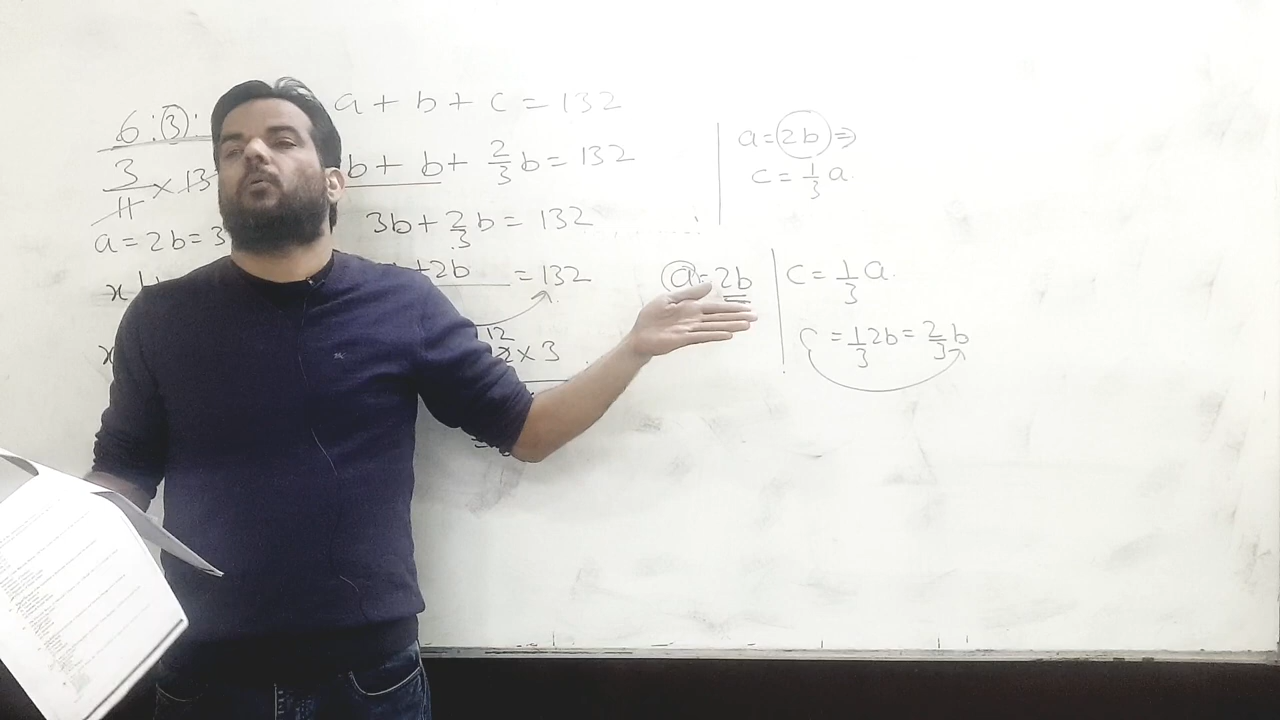 6:3:
3/11 × 13
a = 2b = 3
a + b + c = 132
b + b + 2/3 b = 132
3b + 2/3 b = 132
+2b = 132
12
2 × 3
a = 2b ⇒
c = 1/3 a
a = 2b
c = 1/3 a
c = 1/3 2b = 2/3 b